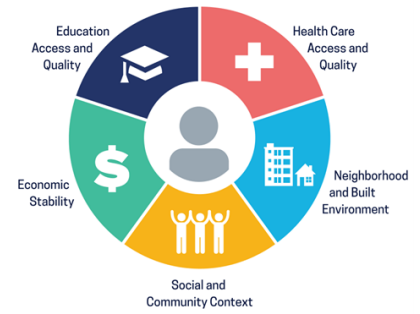 Education
Access and
Quality
Health Care
Access and
Quality
$
Economic
Stability
Neighborhood
and Built
Environment
Social and
Community Context